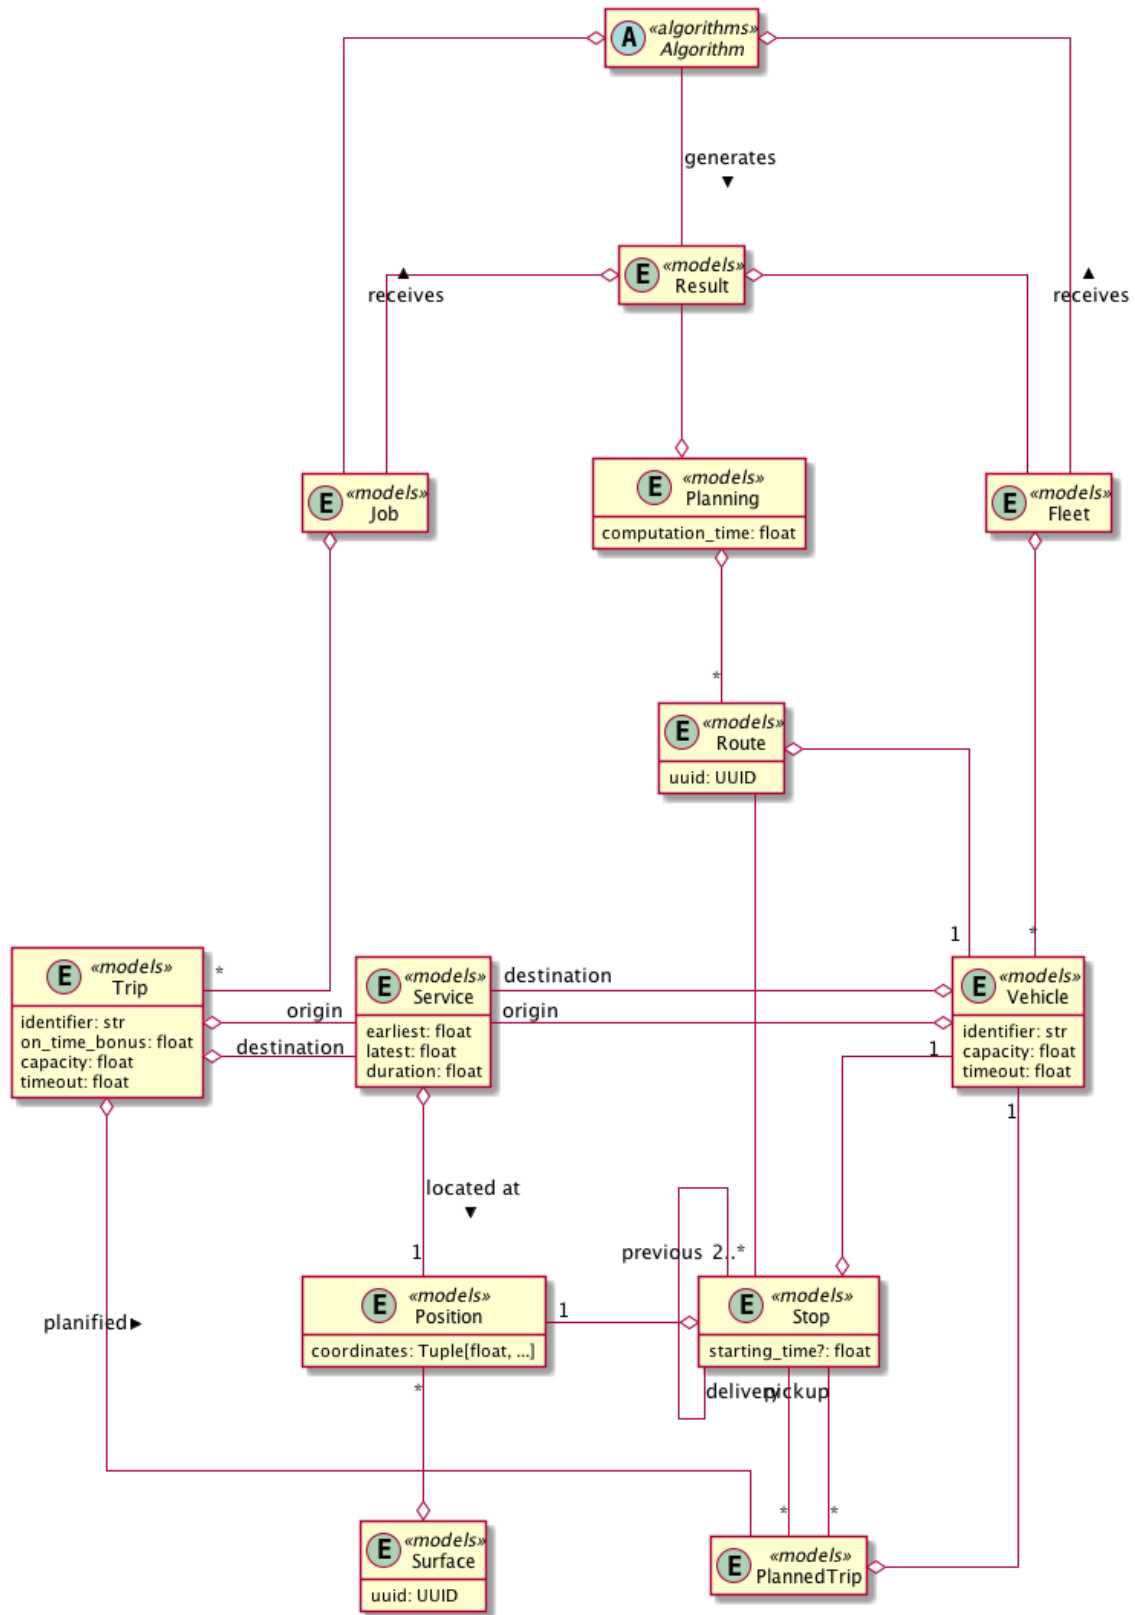 A «algorithms»
Algorithm
generates
▼
E «models»
Result
▲
receives
▲
receives
E «models»
Job
E «models»
Planning
computation_time: float
E «models»
Fleet
*
E «models»
Route
uuid: UUID
1
*
E «models»
Trip
identifier: str
on_time_bonus: float
capacity: float
timeout: float
*
origin
destination
E «models»
Service
earliest: float
latest: float
duration: float
destination
origin
E «models»
Vehicle
identifier: str
capacity: float
timeout: float
1
1
located at
▼
1
previous 2..*
planified►
E «models»
Position
coordinates: Tuple[float, ...]
1
E «models»
Stop
starting_time?: float
*
delivery
pickup
*
*
E «models»
Surface
uuid: UUID
E «models»
PlannedTrip